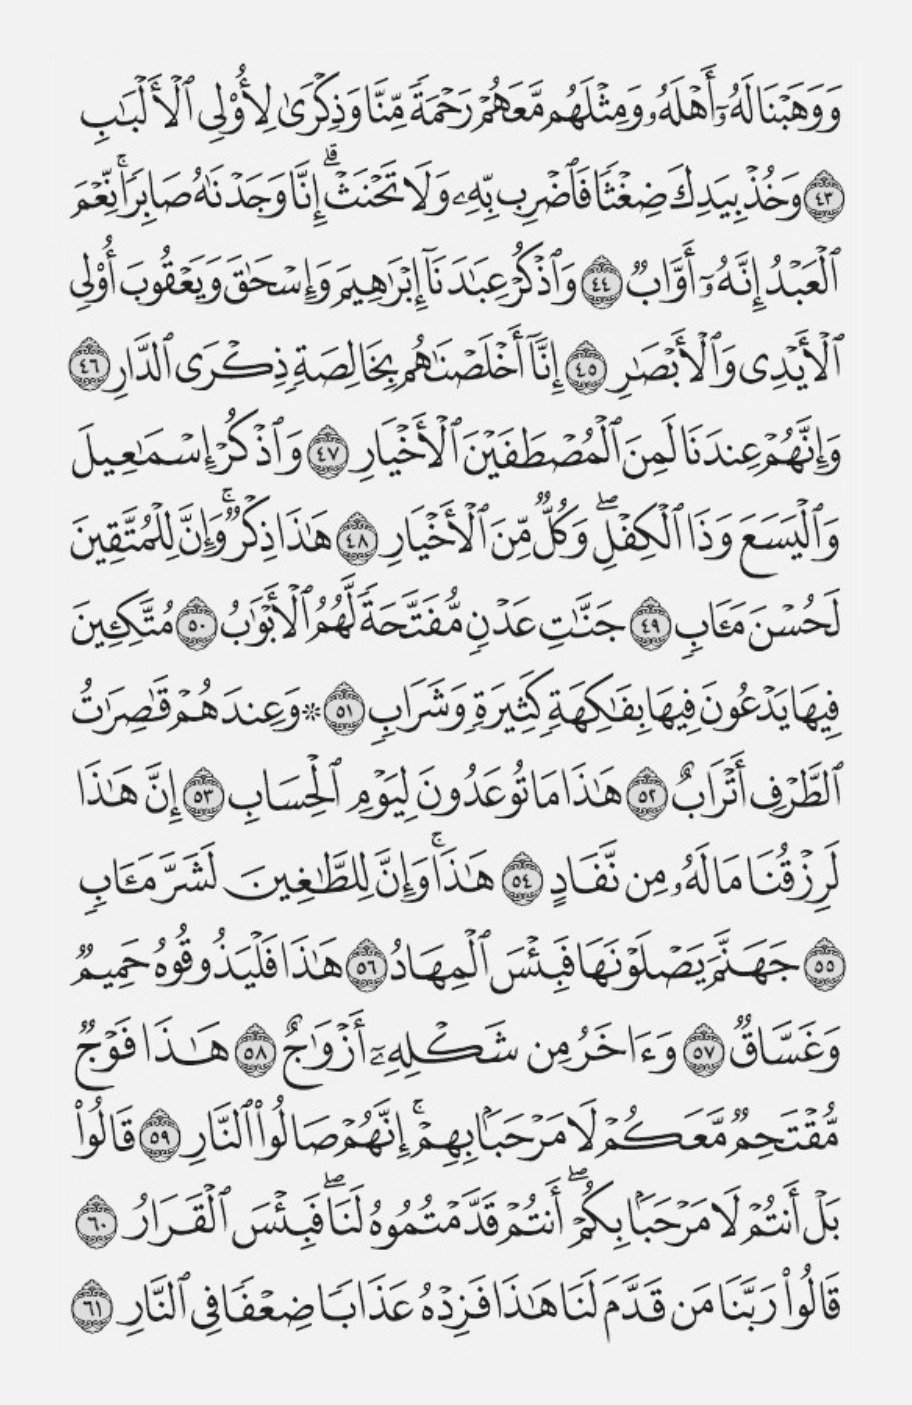 وَوَهَبْنَا لَهُۥٓ أَهْلَهُۥ وَمِثْلَهُم مَّعَهُمْ رَحْمَةً مِّنَّا وَذِكْرَىٰ لِأُو۟لِى ٱلْأَلْبَـٰبِ
٤٣ وَخُذْ بِيَدِكَ ضِغْثًا فَٱضْرِب بِّهِۦ وَلَا تَحْنَثْ ۗ إِنَّا وَجَدْنَـٰهُ صَابِرًا ۚ نِّعْمَ
ٱلْعَبْدُ إِنَّهُۥٓ أَوَّابٌ ٤٤ وَٱذْكُرْ عِبَـٰدَنَآ إِبْرَٰهِيمَ وَإِسْحَـٰقَ وَيَعْقُوبَ أُو۟لِى
ٱلْأَيْدِى وَٱلْأَبْصَـٰرِ ٤٥ إِنَّآ أَخْلَصْنَـٰهُم بِخَالِصَةٍ ذِكْرَى ٱلدَّارِ ٤٦
وَإِنَّهُمْ عِندَنَا لَمِنَ ٱلْمُصْطَفَيْنَ ٱلْأَخْيَارِ ٤٧ وَٱذْكُرْ إِسْمَـٰعِيلَ
وَٱلْيَسَعَ وَذَا ٱلْكِفْلِ ۖ وَكُلٌّ مِّنَ ٱلْأَخْيَارِ ٤٨ هَـٰذَا ذِكْرٌ ۚ وَإِنَّ لِلْمُتَّقِينَ
لَحُسْنَ مَـَٔابٍ ٤٩ جَنَّـٰتِ عَدْنٍ مُّفَتَّحَةً لَّهُمُ ٱلْأَبْوَٰبُ ٥٠ مُتَّكِـِٔينَ
فِيهَا يَدْعُونَ فِيهَا بِفَـٰكِهَةٍ كَثِيرَةٍ وَشَرَابٍ ٥١ ۞ وَعِندَهُمْ قَـٰصِرَٰتُ
ٱلطَّرْفِ أَتْرَابٌ ٥٢ هَـٰذَا مَا تُوعَدُونَ لِيَوْمِ ٱلْحِسَابِ ٥٣ إِنَّ هَـٰذَا
لَرِزْقُنَا مَا لَهُۥ مِن نَّفَادٍ ٥٤ هَـٰذَا ۚ وَإِنَّ لِلطَّـٰغِينَ لَشَرَّ مَـَٔابٍ
٥٥ جَهَنَّمَ يَصْلَوْنَهَا فَبِئْسَ ٱلْمِهَادُ ٥٦ هَـٰذَا فَلْيَذُوقُوهُ حَمِيمٌ
وَغَسَّاقٌ ٥٧ وَءَاخَرُ مِن شَكْلِهِۦٓ أَزْوَٰجٌ ٥٨ هَـٰذَا فَوْجٌ
مُّقْتَحِمٌ مَّعَكُمْ لَا مَرْحَبًۢا بِهِمْ ۚ إِنَّهُمْ صَالُوا۟ ٱلنَّارِ ٥٩ قَالُوا۟
بَلْ أَنتُمْ لَا مَرْحَبًۢا بِكُمْ ۖ أَنتُمْ قَدَّمْتُمُوهُ لَنَا ۖ فَبِئْسَ ٱلْقَرَارُ ٦٠
قَالُوا۟ رَبَّنَا مَن قَدَّمَ لَنَا هَـٰذَا فَزِدْهُ عَذَابًا ضِعْفًا فِى ٱلنَّارِ ٦١